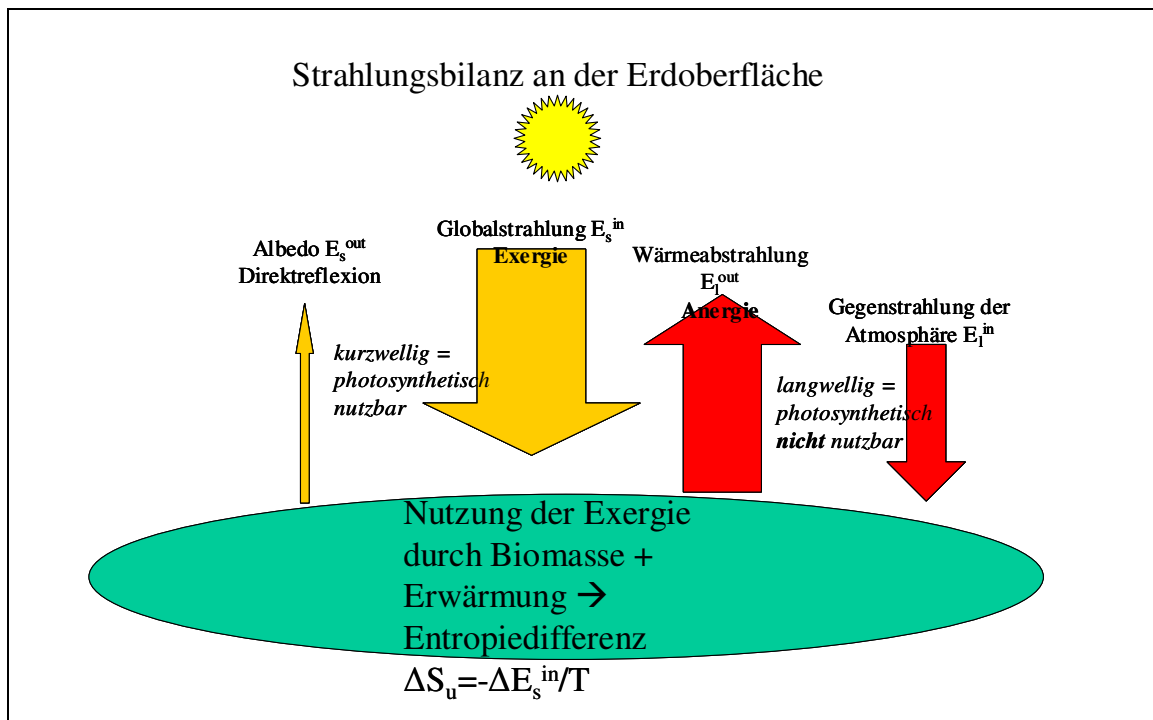 Strahlungsbilanz an der Erdoberfläche
Albedo E_s^out
Direktreflexion
Globalstrahlung E_s^in
Exergie
Wärmeabstrahlung
E_l^out
Anergie
Gegenstrahlung der
Atmosphäre E_l^in
kurzwellig =
photosynthetisch
nutzbar
langwellig =
photosynthetisch
nicht nutzbar
Nutzung der Exergie
durch Biomasse +
Erwärmung →
Entropiedifferenz
ΔS_u=-ΔE_s^in/T